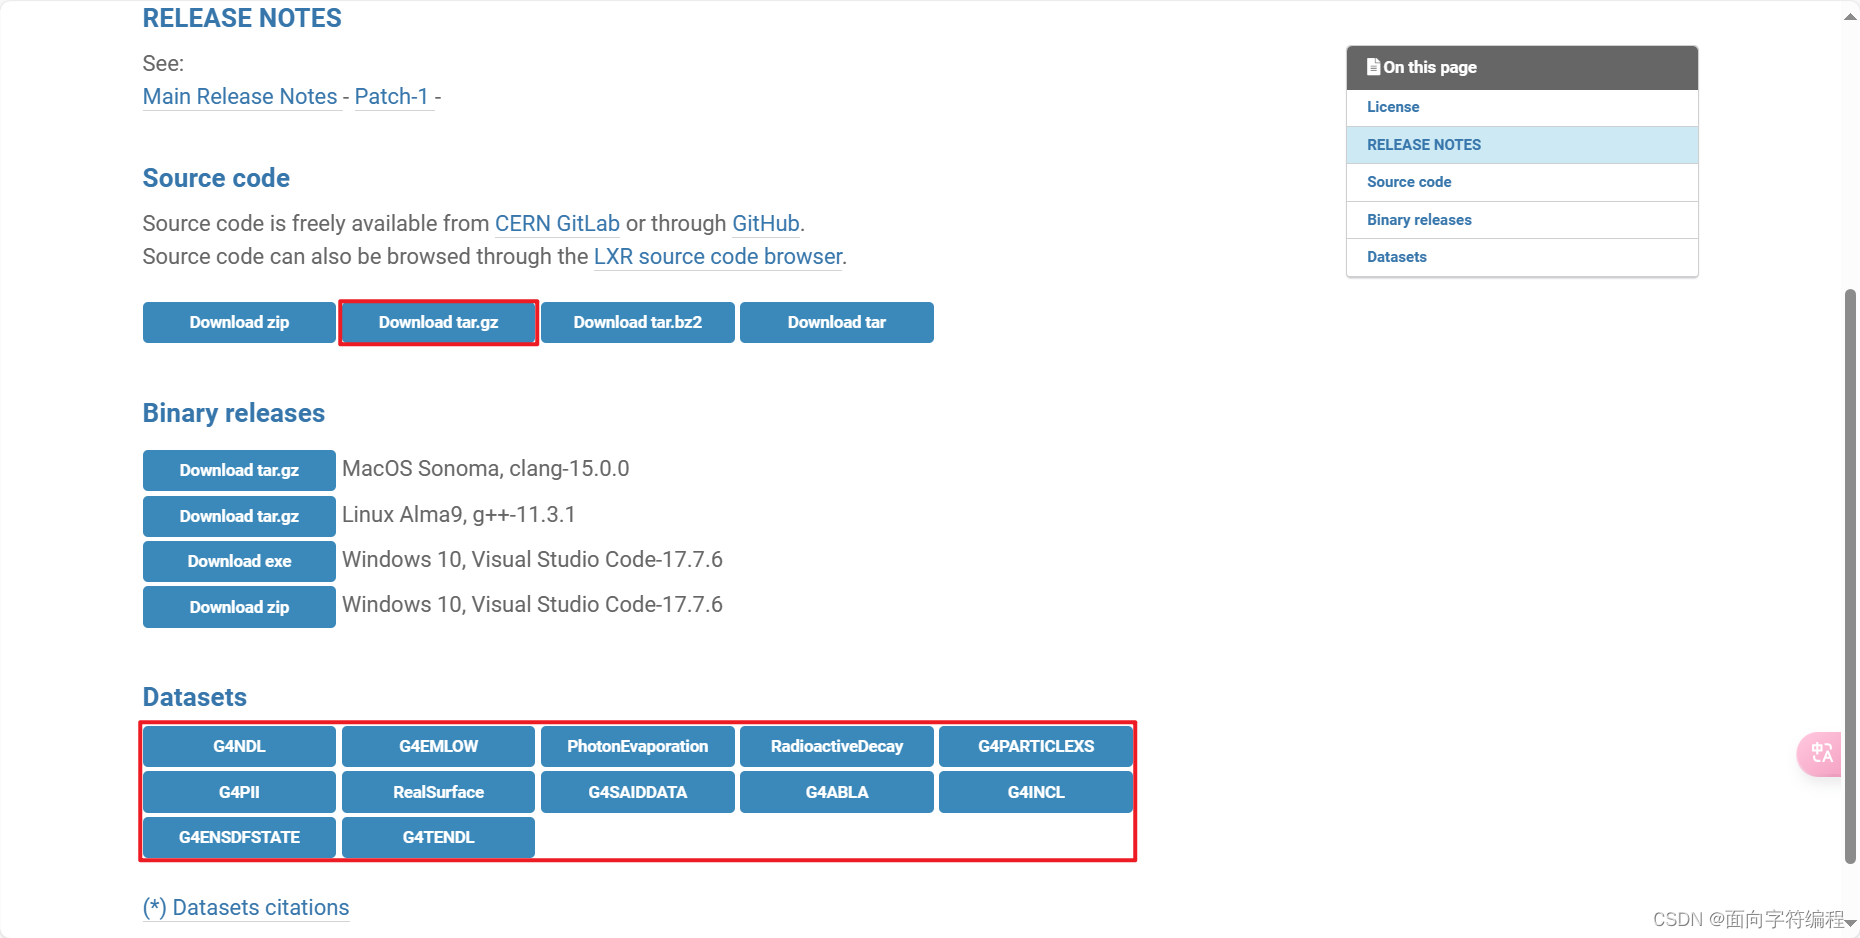 RELEASE NOTES
See:
Main Release Notes - Patch-1 -
Source code
Source code is freely available from CERN GitLab or through GitHub.
Source code can also be browsed through the LXR source code browser.
Download zip
Download tar.gz
Download tar.bz2
Download tar
Binary releases
Download tar.gz MacOS Sonoma, clang-15.0.0
Download tar.gz Linux Alma9, g++-11.3.1
Download exe Windows 10, Visual Studio Code-17.7.6
Download zip Windows 10, Visual Studio Code-17.7.6
Datasets
G4NDL
G4EMLOW
PhotonEvaporation
RadioactiveDecay
G4PARTICLEXS
G4PII
RealSurface
G4SAIDDATA
G4ABLA
G4INCL
G4ENSDFSTATE
G4TENDL
(*) Datasets citations
On this page
License
RELEASE NOTES
Source code
Binary releases
Datasets
中A
CSDN @面向字符编程